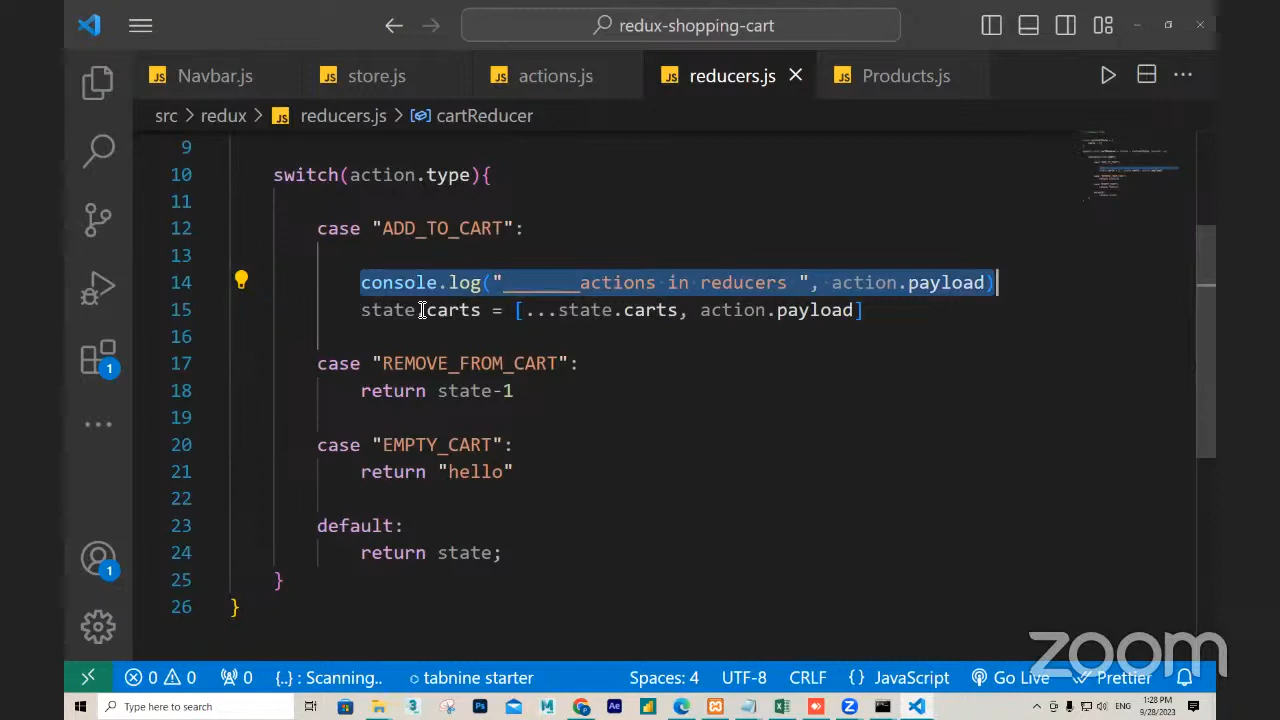 redux-shopping-cart
Navbar.js
store.js
actions.js
reducers.js
Products.js
src > redux > reducers.js > cartReducer
9
10 switch(action.type){
11
12 case "ADD_TO_CART":
13
14 console.log("_______actions in reducers ", action.payload)
15 state.carts = [...state.carts, action.payload]
16
17 case "REMOVE_FROM_CART":
18 return state-1
19
20 case "EMPTY_CART":
21 return "hello"
22
23 default:
24 return state;
25 }
26 }
1
1
zoom
0 0 0 {..} : Scanning.. tabnine starter Spaces: 4 UTF-8 CRLF {} JavaScript Go Live Prettier
Type here to search
ENG
1:28 PM
9/28/2023